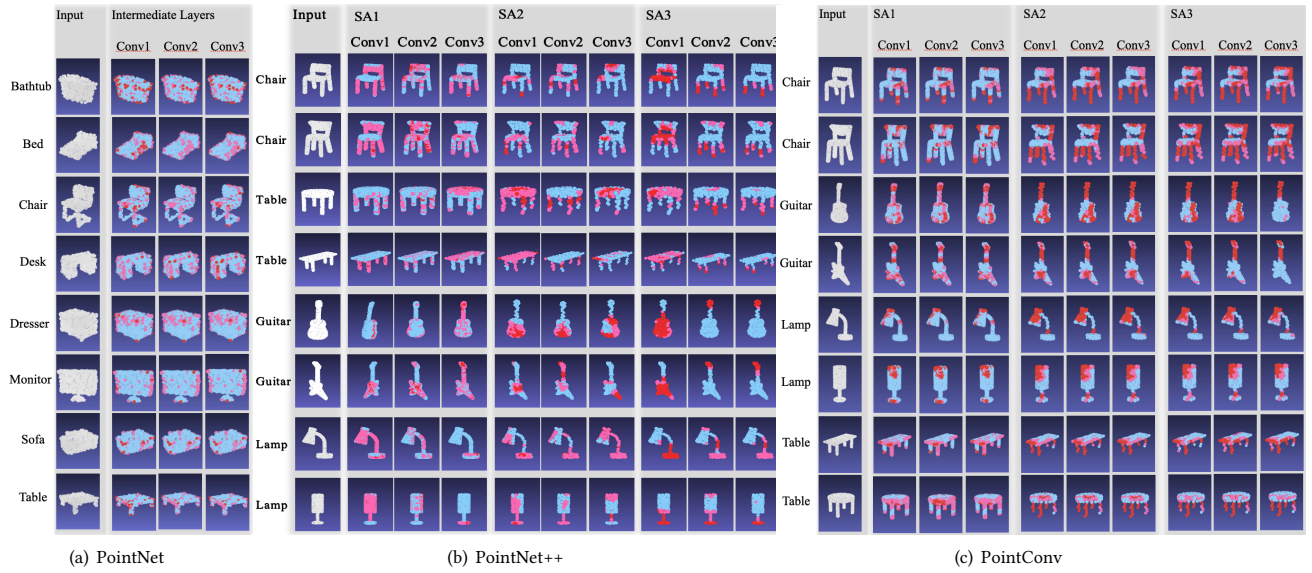 Input Intermediate Layers
Conv1 Conv2 Conv3
Bathtub
Bed
Chair
Desk
Dresser
Monitor
Sofa
Table
(a) PointNet
Input SA1 SA2 SA3
Conv1 Conv2 Conv3 Conv1 Conv2 Conv3 Conv1 Conv2 Conv3
Chair
Chair
Table
Table
Guitar
Guitar
Lamp
Lamp
(b) PointNet++
Input SA1 SA2 SA3
Conv1 Conv2 Conv3 Conv1 Conv2 Conv3 Conv1 Conv2 Conv3
Chair
Chair
Guitar
Guitar
Lamp
Lamp
Table
Table
(c) PointConv